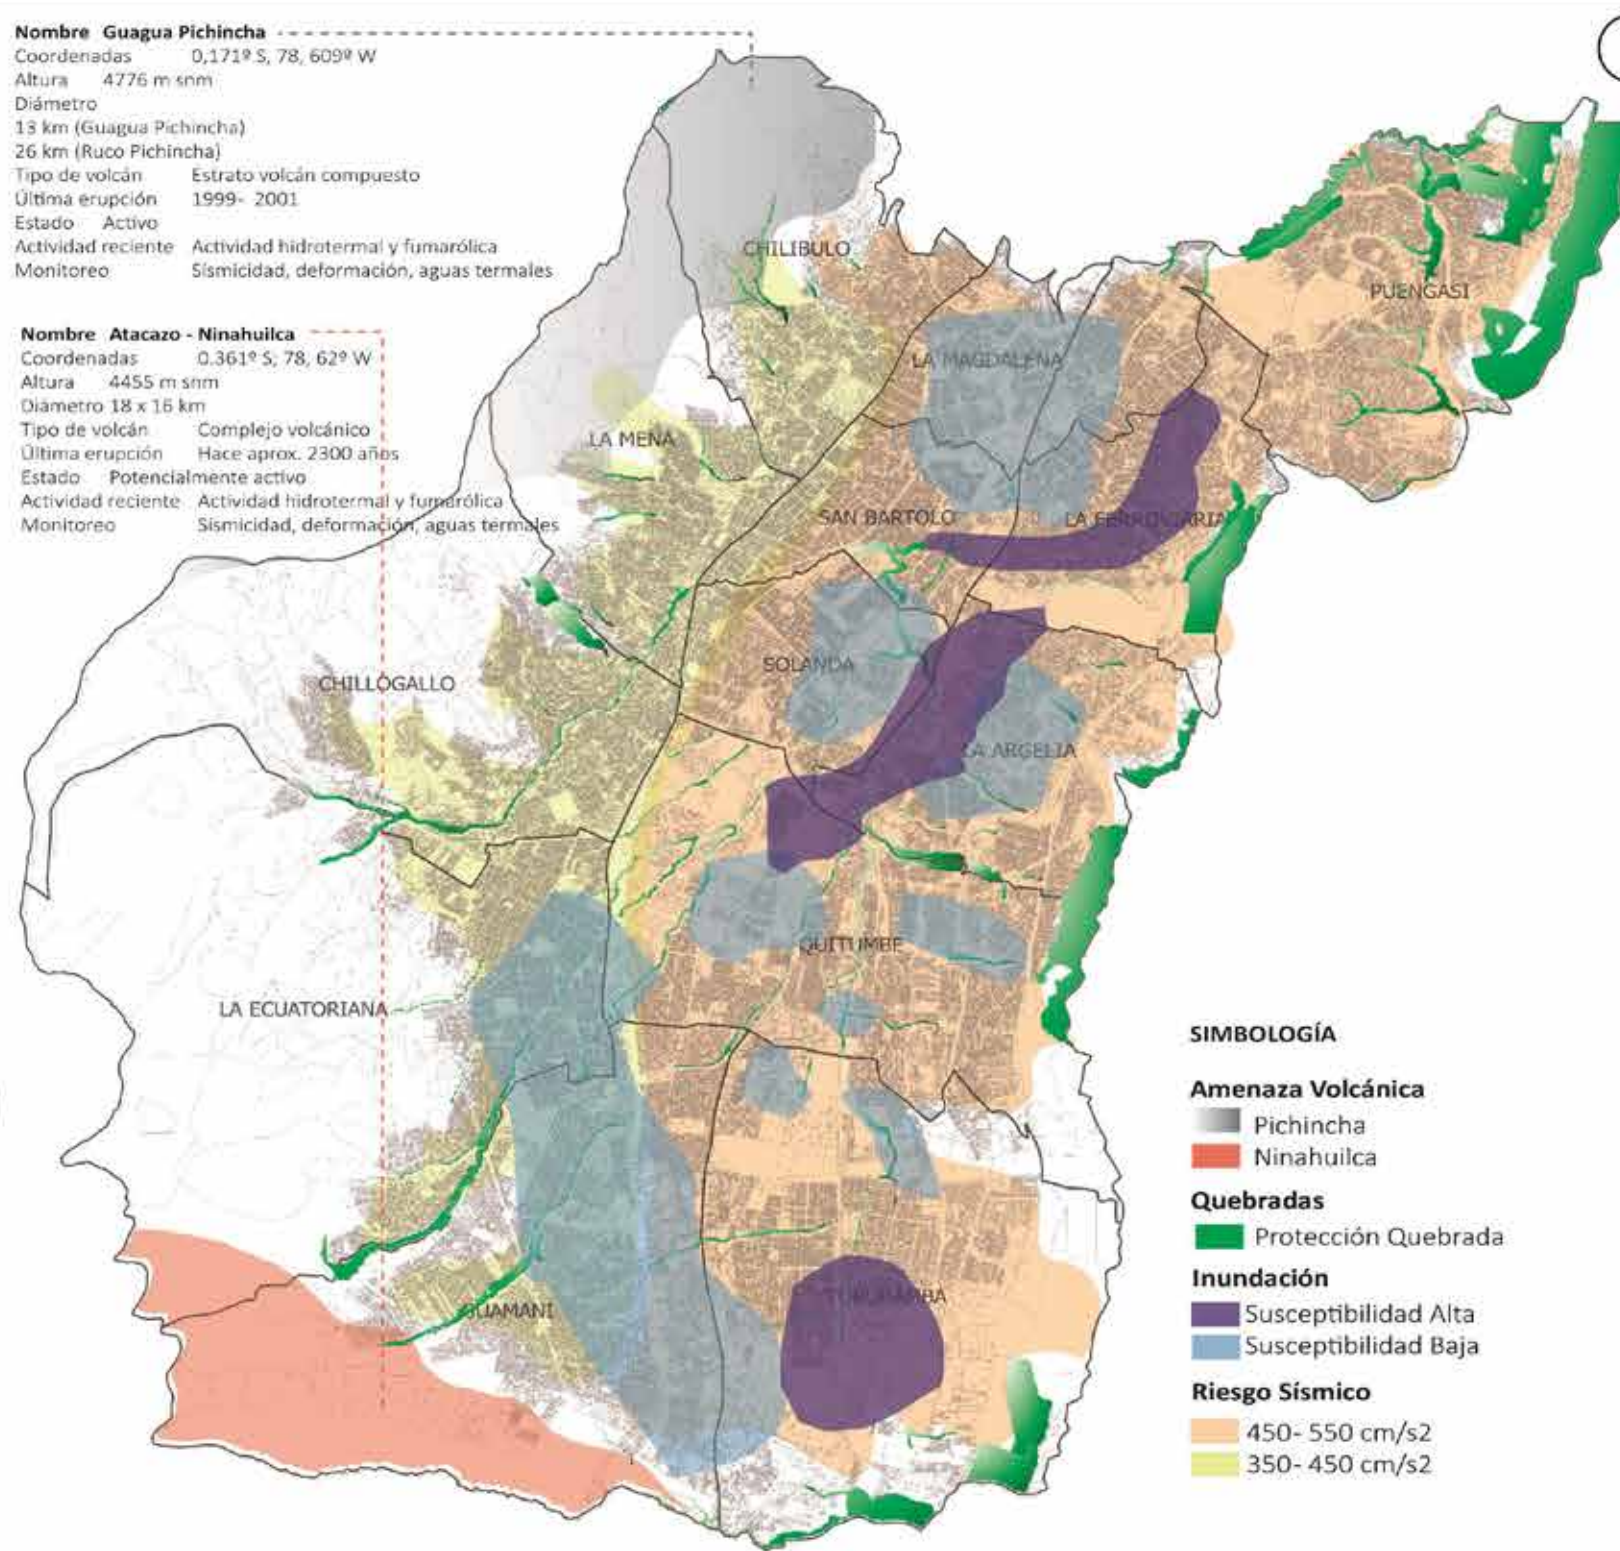 Nombre Guagua Pichincha
Coordenadas 0,171º S, 78, 609º W
Altura 4776 m snm
Diámetro
13 km (Guagua Pichincha)
26 km (Ruco Pichincha)
Tipo de volcán Estrato volcán compuesto
Última erupción 1999- 2001
Estado Activo
Actividad reciente Actividad hidrotermal y fumarólica
Monitoreo Sismicidad, deformación, aguas termales
Nombre Atacazo - Ninahuilca
Coordenadas 0.361º S, 78, 62º W
Altura 4455 m snm
Diámetro 18 x 16 km
Tipo de volcán Complejo volcánico
Última erupción Hace aprox. 2300 años
Estado Potencialmente activo
Actividad reciente Actividad hidrotermal y fumarólica
Monitoreo Sismicidad, deformación, aguas termales
CHILIBULO
PUENGASI
LA MAGDALENA
LA MENA
SAN BARTOLO
LA FERROVIARIA
SOLANDA
CHILLOGALLO
LA ARGELIA
QUITUMBE
LA ECUATORIANA
GUAMANI
TURUBAMBA
SIMBOLOGÍA
Amenaza Volcánica
Pichincha
Ninahuilca
Quebradas
Protección Quebrada
Inundación
Susceptibilidad Alta
Susceptibilidad Baja
Riesgo Sísmico
450- 550 cm/s2
350- 450 cm/s2